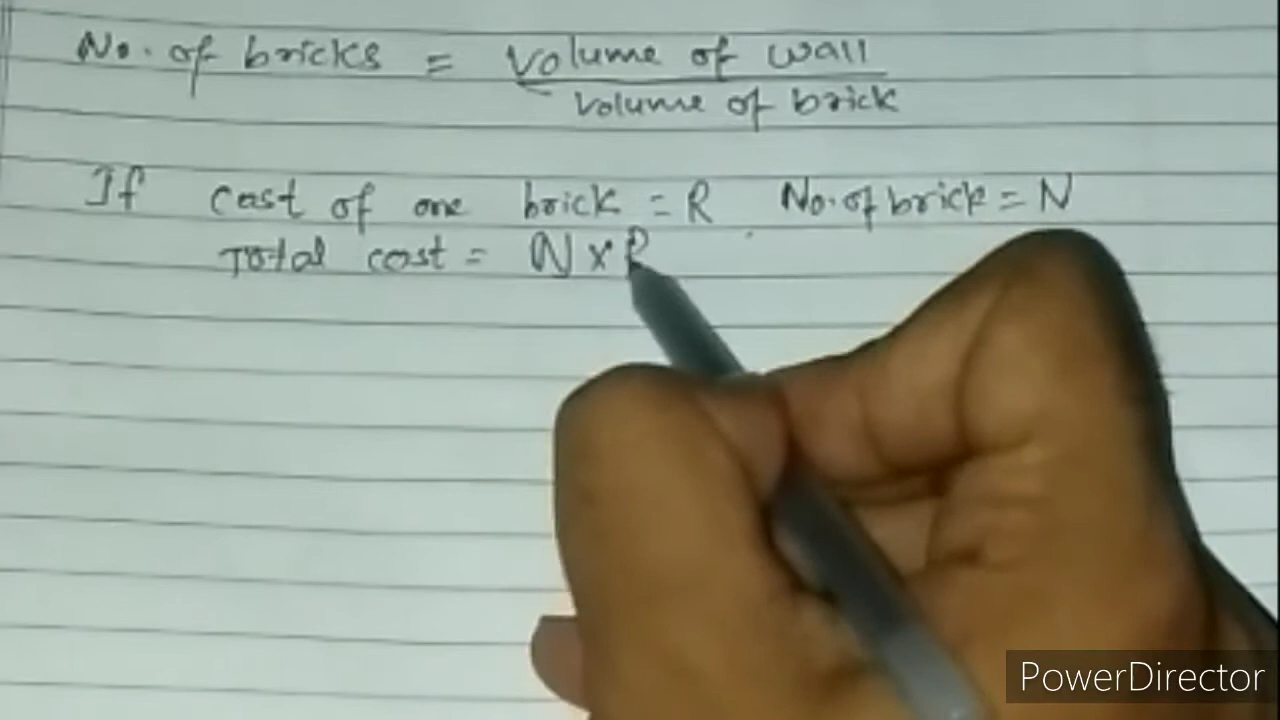 No. of bricks = Volume of wall
Volume of brick
If cost of one brick = R No. of brick = N
Total cost = N x R
PowerDirector